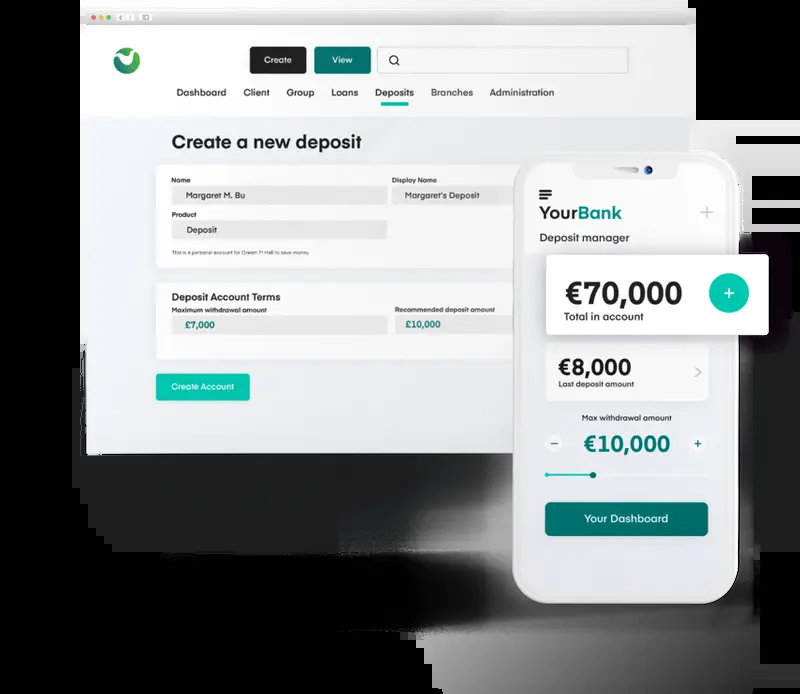 Create View
Dashboard Client Group Loans Deposits Branches Administration
Create a new deposit
Name Display Name
Margaret M. Bu Margaret's Deposit
Product
Deposit
This is a personal account for Green H Hall to save money
Deposit Account Terms
Maximum withdrawal amount Recommended deposit amount
£7,000 £10,000
Create Account
YourBank
Deposit manager
€70,000
Total in account
€8,000
Last deposit amount
Max withdrawal amount
− €10,000 +
Your Dashboard